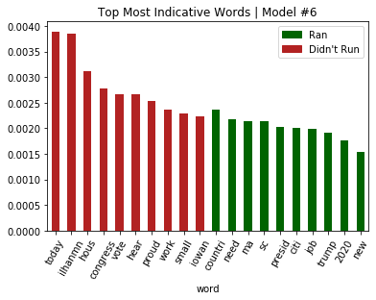 Top Most Indicative Words | Model #6
Ran
Didn't Run
0.0040
0.0035
0.0030
0.0025
0.0020
0.0015
0.0010
0.0005
0.0000
today
ilhanmn
hous
congress
vote
hear
proud
work
small
iowan
countri
need
ma
sc
presid
citi
job
trump
2020
new
word